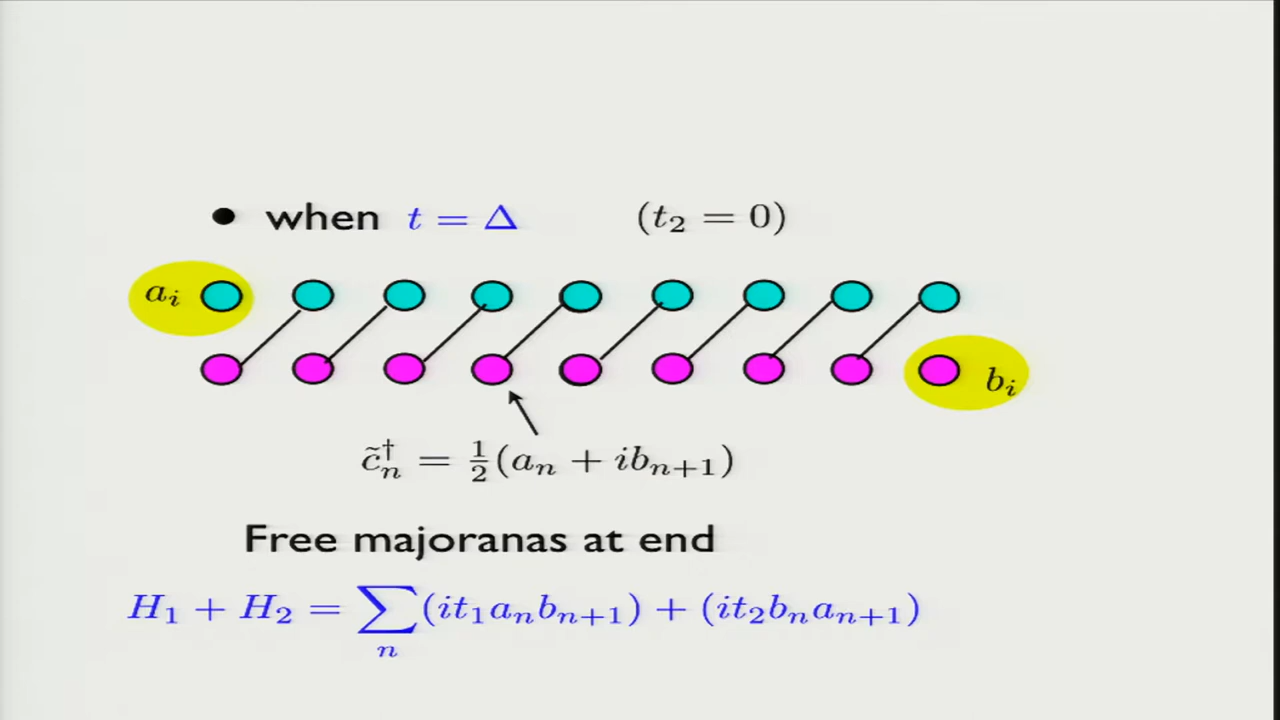 • when t = Δ (t₂ = 0)
aᵢ
bᵢ
c̃ₙ† = ½(aₙ + ibₙ₊₁)
Free majoranas at end
H₁ + H₂ = ∑ₙ (it₁aₙbₙ₊₁) + (it₂bₙaₙ₊₁)